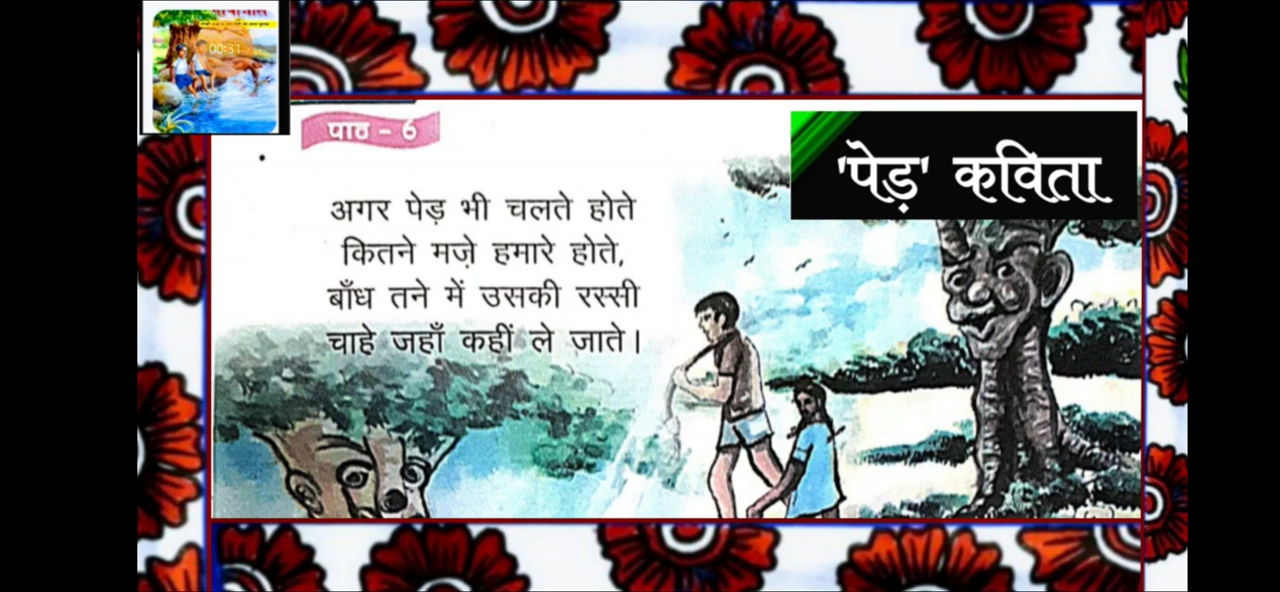 00:31
पाठ - 6
'पेड़' कविता
अगर पेड़ भी चलते होते
कितने मज़े हमारे होते,
बाँध तने में उसकी रस्सी
चाहे जहाँ कहीं ले जाते।